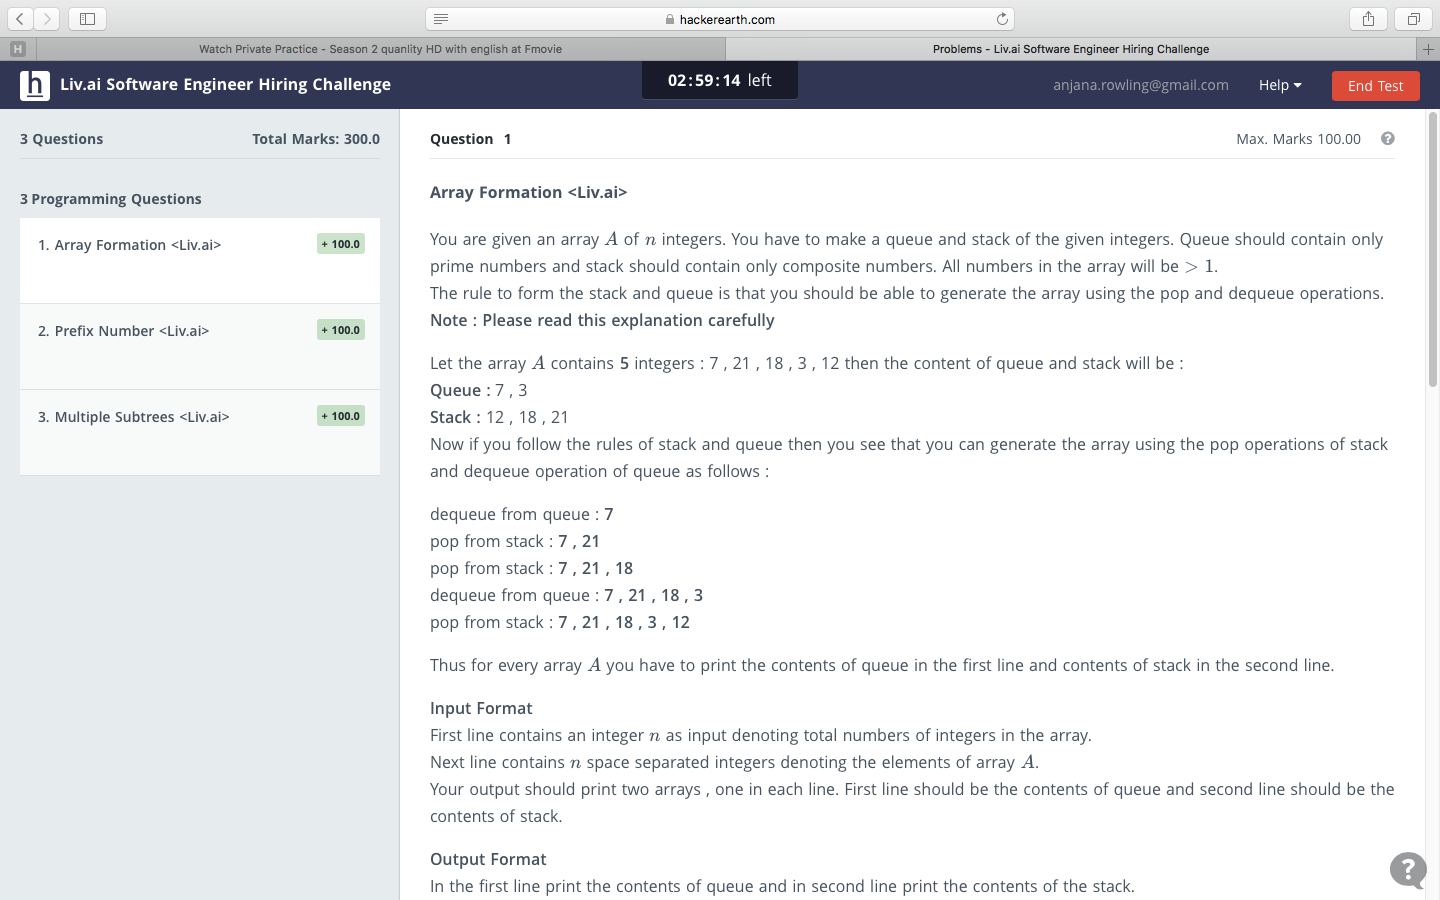 hackerearth.com
H
Watch Private Practice - Season 2 quanlity HD with english at Fmovie
Problems - Liv.ai Software Engineer Hiring Challenge
h
Liv.ai Software Engineer Hiring Challenge
02:59:14 left
anjana.rowling@gmail.com
Help
End Test
3 Questions
Total Marks: 300.0
3 Programming Questions
1. Array Formation <Liv.ai>
+ 100.0
2. Prefix Number <Liv.ai>
+ 100.0
3. Multiple Subtrees <Liv.ai>
+ 100.0
Question 1
Max. Marks 100.00
?
Array Formation <Liv.ai>
You are given an array A of n integers. You have to make a queue and stack of the given integers. Queue should contain only
prime numbers and stack should contain only composite numbers. All numbers in the array will be > 1.
The rule to form the stack and queue is that you should be able to generate the array using the pop and dequeue operations.
Note : Please read this explanation carefully
Let the array A contains 5 integers : 7 , 21 , 18 , 3 , 12 then the content of queue and stack will be :
Queue : 7 , 3
Stack : 12 , 18 , 21
Now if you follow the rules of stack and queue then you see that you can generate the array using the pop operations of stack
and dequeue operation of queue as follows :
dequeue from queue : 7
pop from stack : 7 , 21
pop from stack : 7 , 21 , 18
dequeue from queue : 7 , 21 , 18 , 3
pop from stack : 7 , 21 , 18 , 3 , 12
Thus for every array A you have to print the contents of queue in the first line and contents of stack in the second line.
Input Format
First line contains an integer n as input denoting total numbers of integers in the array.
Next line contains n space separated integers denoting the elements of array A.
Your output should print two arrays , one in each line. First line should be the contents of queue and second line should be the
contents of stack.
Output Format
In the first line print the contents of queue and in second line print the contents of the stack.
?